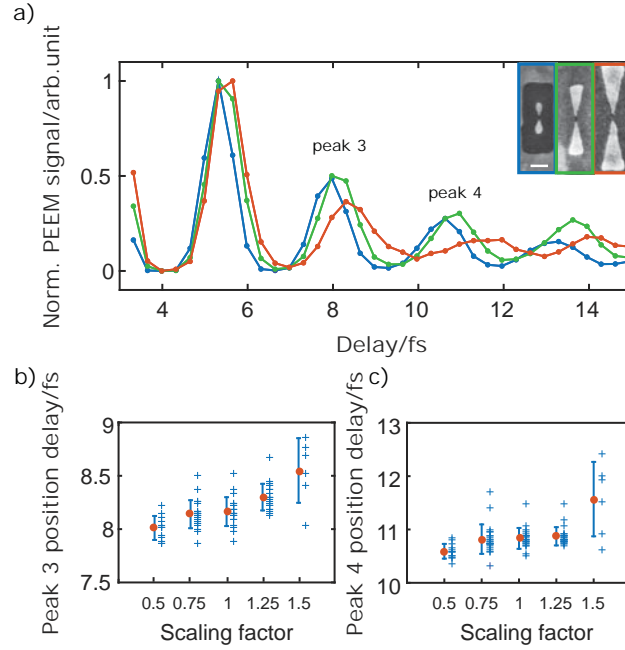 a)
Norm. PEEM signal/arb.unit
1
0.5
0
peak 3
peak 4
4 6 8 10 12 14
Delay/fs
b)
Peak 3 position delay/fs
9
8.5
8
7.5
0.5 0.75 1 1.25 1.5
Scaling factor
c)
Peak 4 position delay/fs
13
12
11
10
0.5 0.75 1 1.25 1.5
Scaling factor